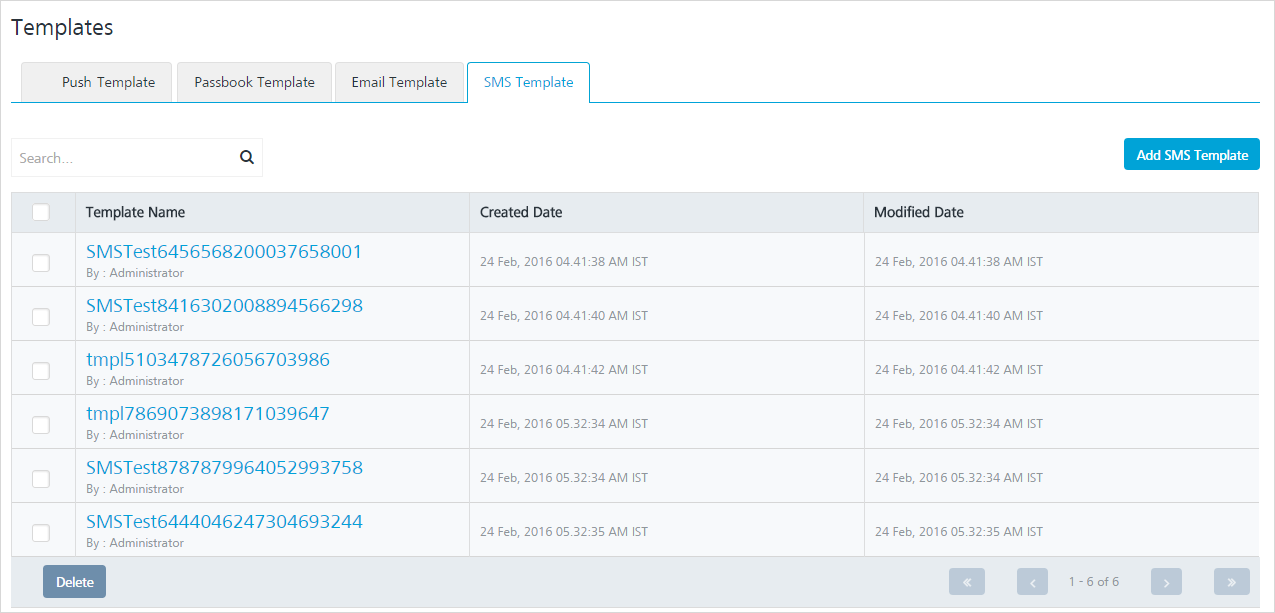 Templates
Push Template Passbook Template Email Template SMS Template
Search...
Add SMS Template
Template Name Created Date Modified Date
SMSTest6456568200037658001
By : Administrator
24 Feb, 2016 04.41:38 AM IST 24 Feb, 2016 04.41:38 AM IST
SMSTest8416302008894566298
By : Administrator
24 Feb, 2016 04.41:40 AM IST 24 Feb, 2016 04.41:40 AM IST
tmpl5103478726056703986
By : Administrator
24 Feb, 2016 04.41:42 AM IST 24 Feb, 2016 04.41:42 AM IST
tmpl7869073898171039647
By : Administrator
24 Feb, 2016 05.32:34 AM IST 24 Feb, 2016 05.32:34 AM IST
SMSTest8787879964052993758
By : Administrator
24 Feb, 2016 05.32:34 AM IST 24 Feb, 2016 05.32:34 AM IST
SMSTest6444046247304693244
By : Administrator
24 Feb, 2016 05.32:35 AM IST 24 Feb, 2016 05.32:35 AM IST
Delete « ‹ 1 - 6 of 6 › »